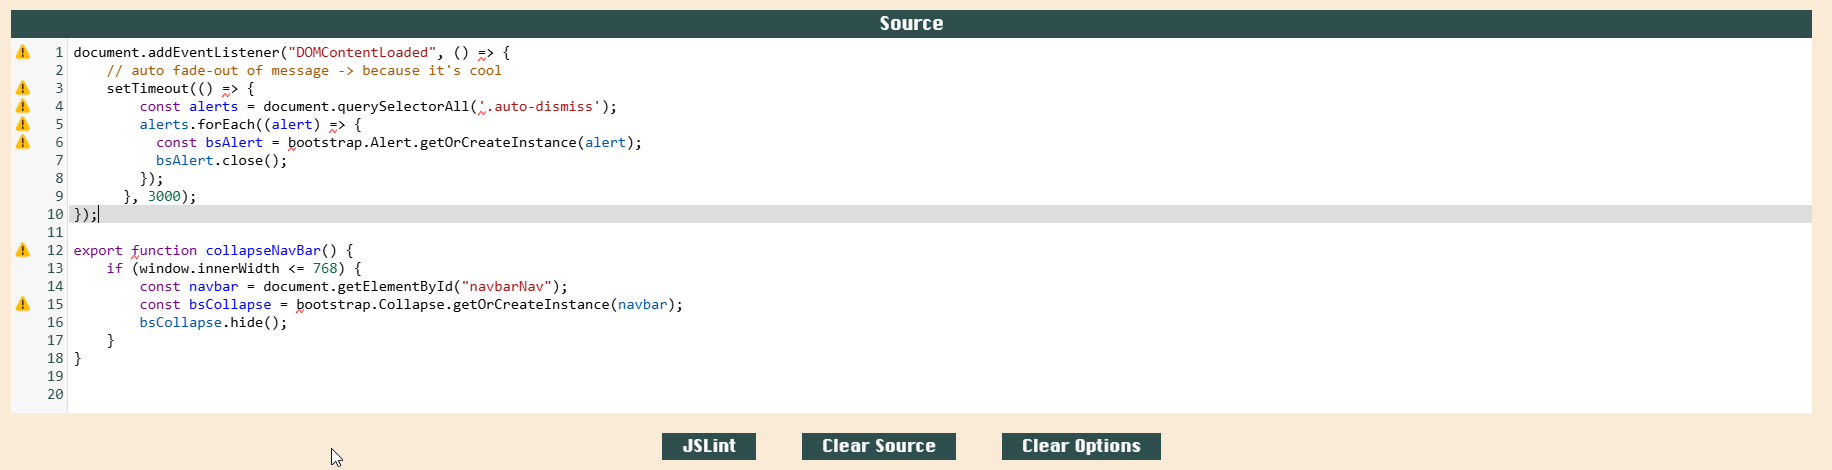 Source
1 document.addEventListener("DOMContentLoaded", () => {
2     // auto fade-out of message -> because it's cool
3     setTimeout(() => {
4         const alerts = document.querySelectorAll('.auto-dismiss');
5         alerts.forEach((alert) => {
6           const bsAlert = bootstrap.Alert.getOrCreateInstance(alert);
7           bsAlert.close();
8         });
9       }, 3000);
10 });
11
12 export function collapseNavBar() {
13     if (window.innerWidth <= 768) {
14         const navbar = document.getElementById("navbarNav");
15         const bsCollapse = bootstrap.Collapse.getOrCreateInstance(navbar);
16         bsCollapse.hide();
17     }
18 }
19
20
JSLint Clear Source Clear Options